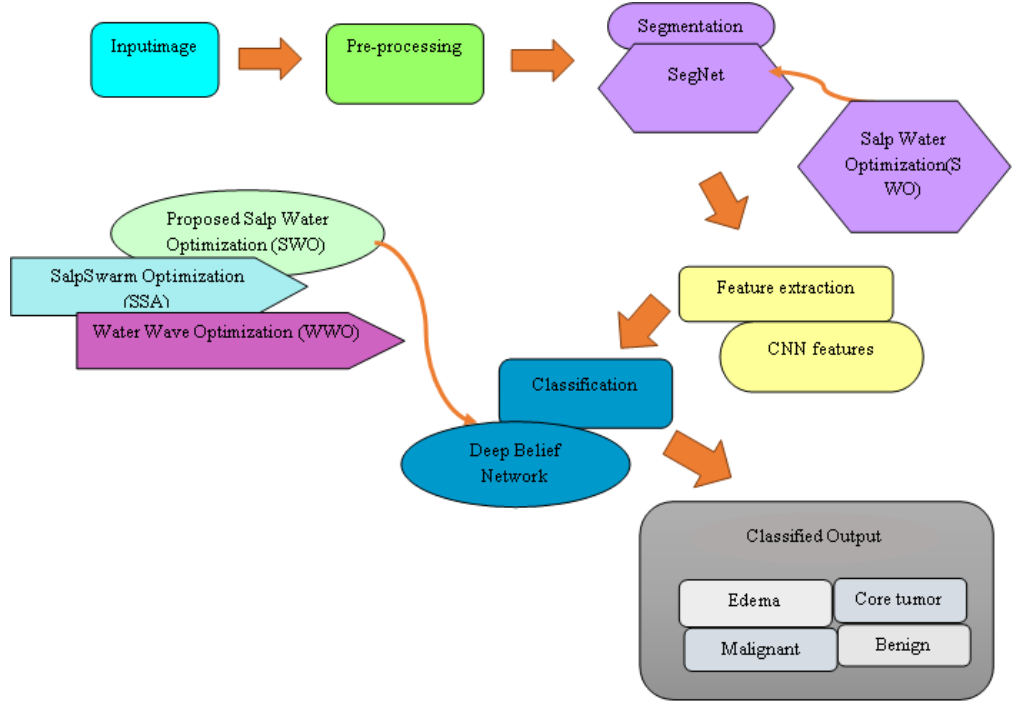 Inputimage
Pre-processing
Segmentation
SegNet
Salp Water
Optimization(S
WO)
Proposed Salp Water
Optimization (SWO)
SalpSwarm Optimization
(SSA)
Water Wave Optimization (WWO)
Feature extraction
CNN features
Classification
Deep Belief
Network
Classified Output
Edema
Core tumor
Malignant
Benign